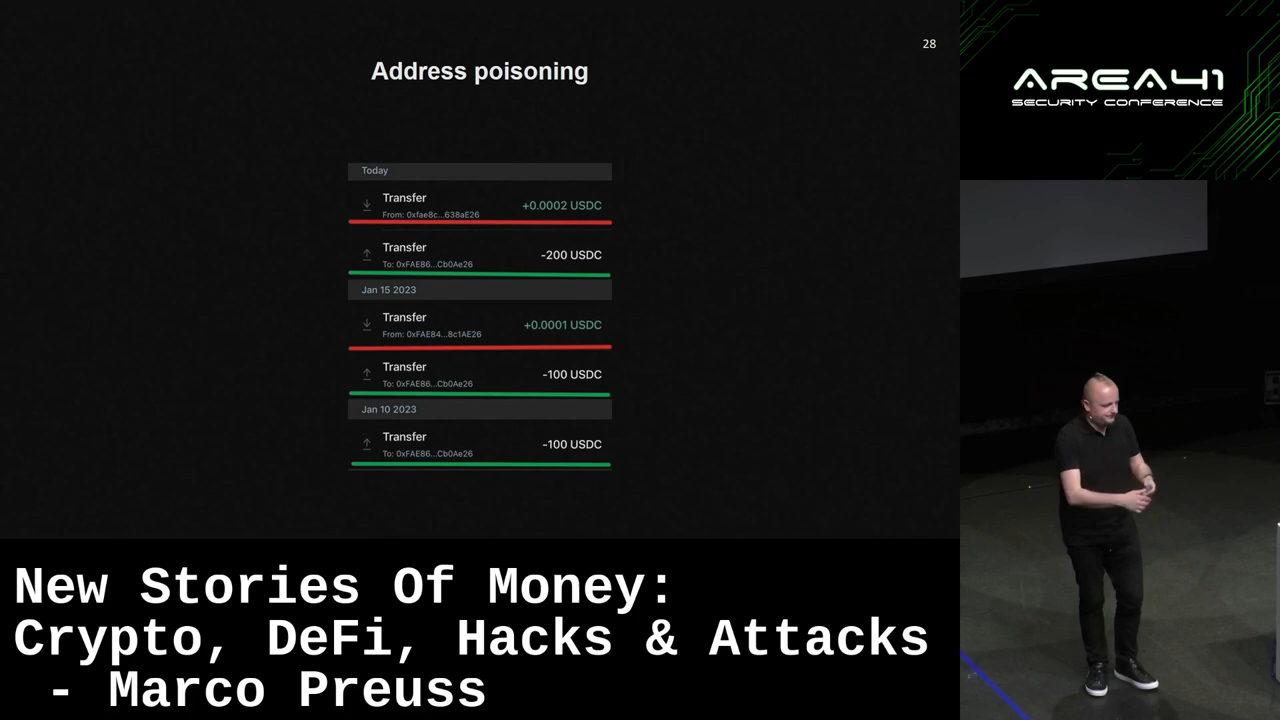 28
Address poisoning
Today
Transfer
+0.0002 USDC
From: 0xfae8c...638aE26
Transfer
-200 USDC
To: 0xFAE86...Cb0Ae26
Jan 15 2023
Transfer
+0.0001 USDC
From: 0xFAE84...8c1AE26
Transfer
-100 USDC
To: 0xFAE86...Cb0Ae26
Jan 10 2023
Transfer
-100 USDC
To: 0xFAE86...Cb0Ae26
AREA41
SECURITY CONFERENCE
New Stories Of Money:
Crypto, DeFi, Hacks & Attacks
- Marco Preuss